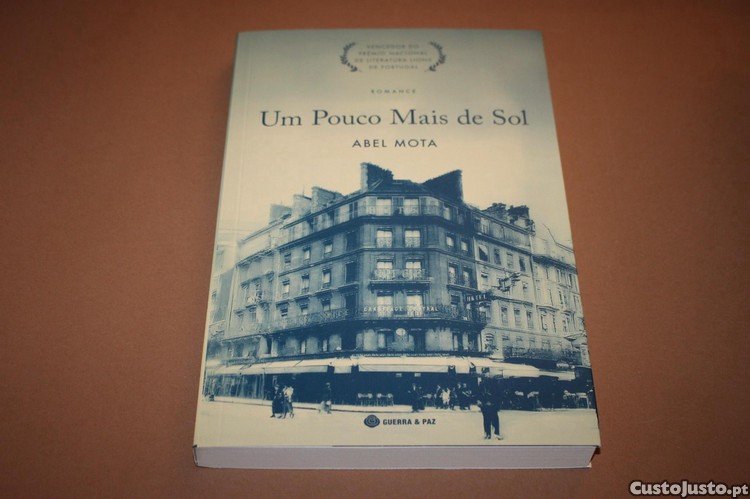 VENCEDOR DO
PRÉMIO NACIONAL
DE LITERATURA LIONS
DE PORTUGAL
ROMANCE
Um Pouco Mais de Sol
ABEL MOTA
GUERRA & PAZ
CustoJusto.pt